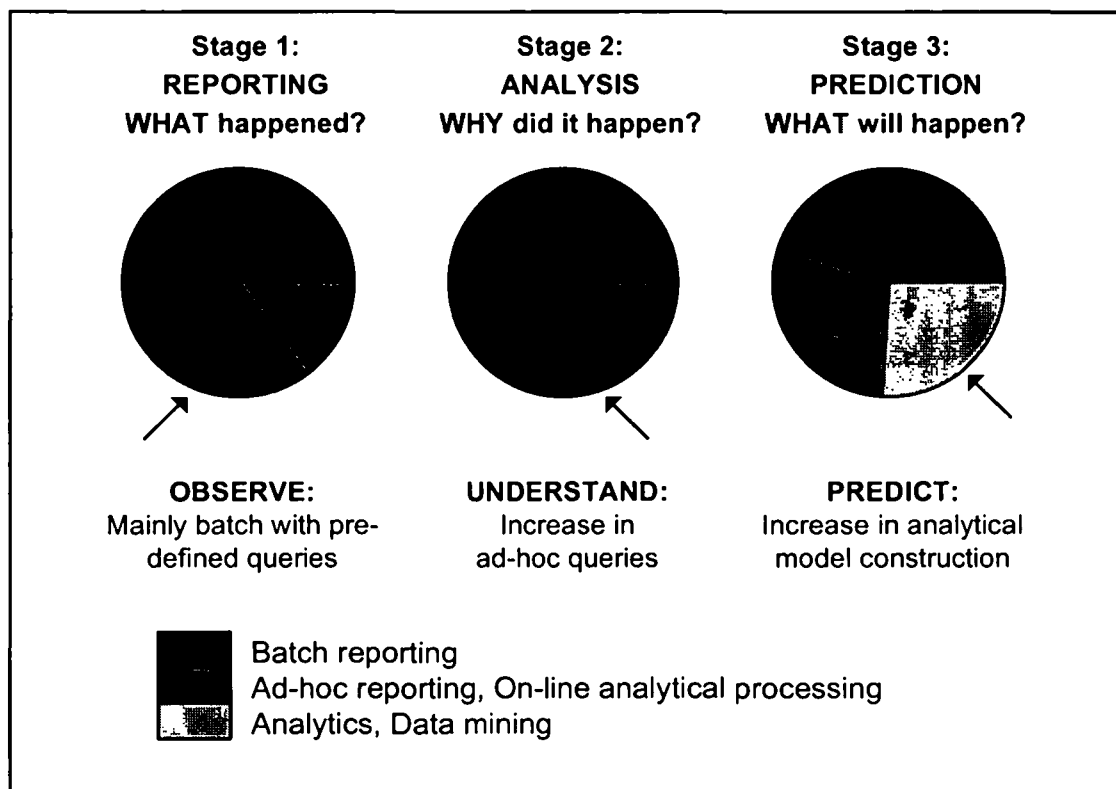 Stage 1:
REPORTING
WHAT happened?
Stage 2:
ANALYSIS
WHY did it happen?
Stage 3:
PREDICTION
WHAT will happen?
OBSERVE:
Mainly batch with pre-
defined queries
UNDERSTAND:
Increase in
ad-hoc queries
PREDICT:
Increase in analytical
model construction
Batch reporting
Ad-hoc reporting, On-line analytical processing
Analytics, Data mining